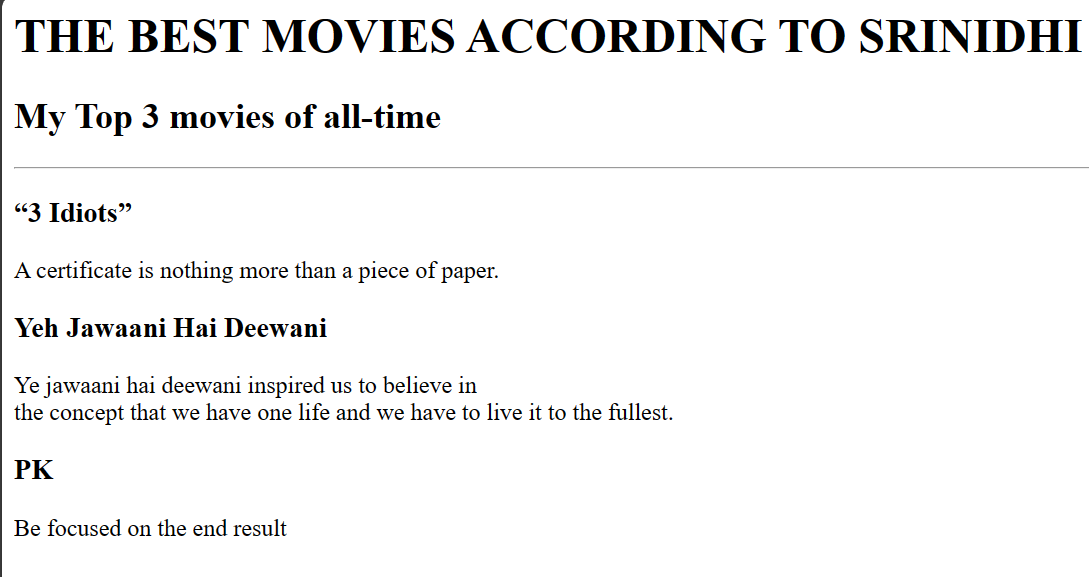 THE BEST MOVIES ACCORDING TO SRINIDHI
My Top 3 movies of all-time
“3 Idiots”
A certificate is nothing more than a piece of paper.
Yeh Jawaani Hai Deewani
Ye jawaani hai deewani inspired us to believe in
the concept that we have one life and we have to live it to the fullest.
PK
Be focused on the end result